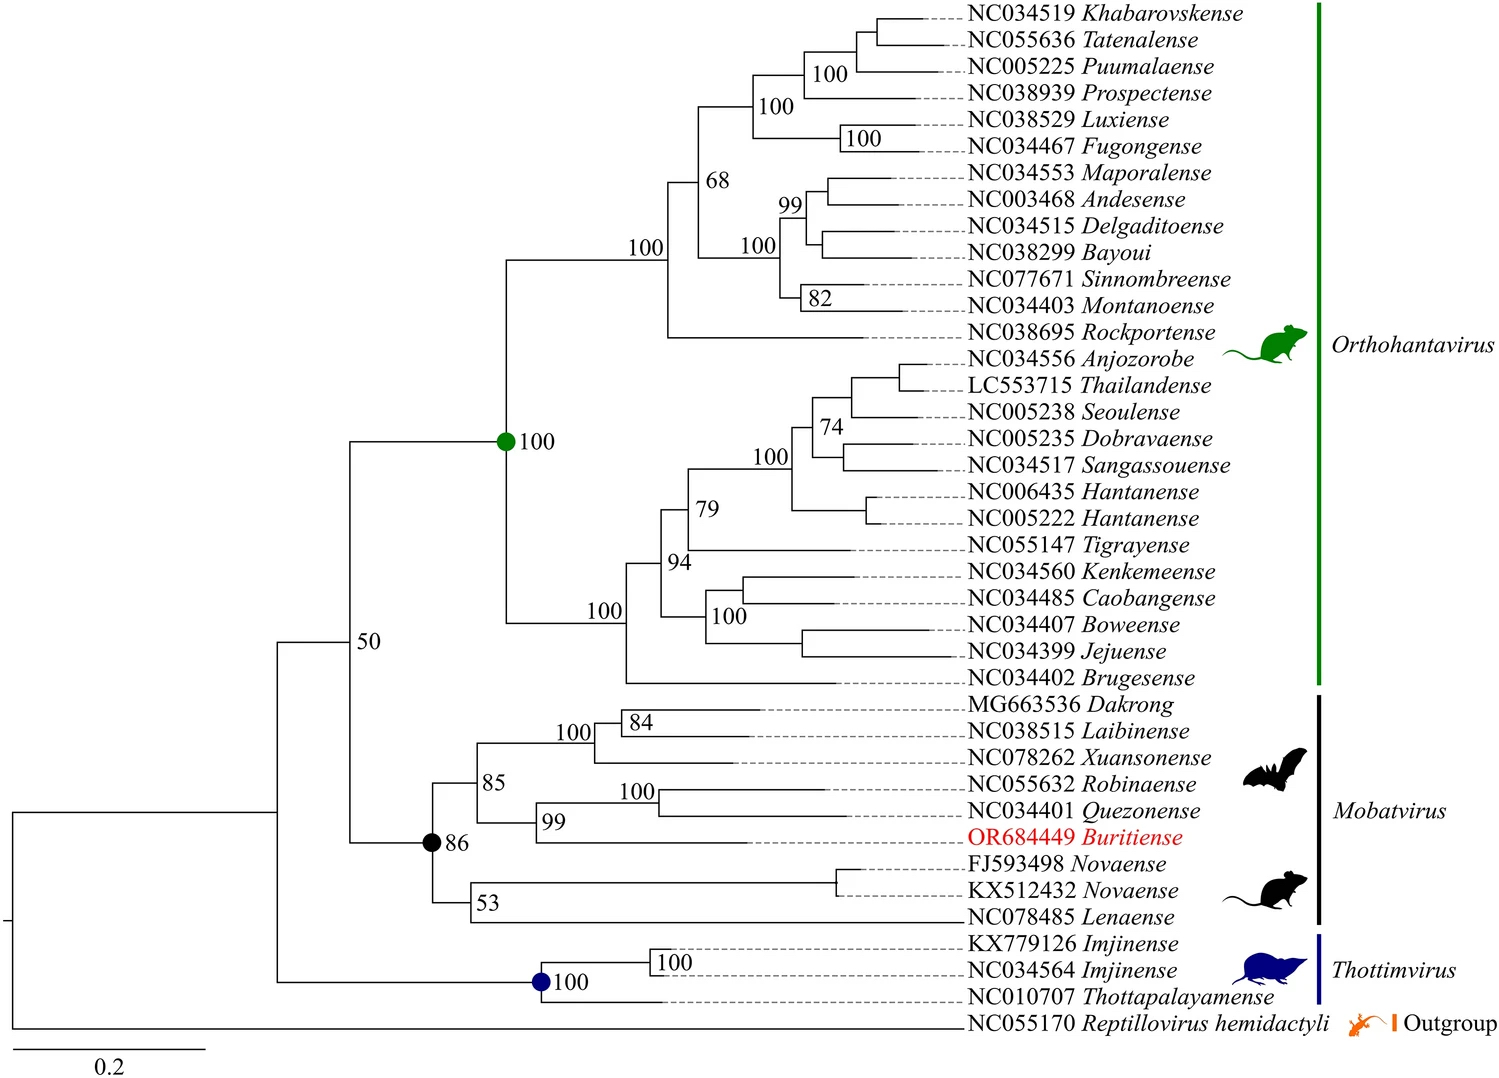 NC034519 Khabarovskense
NC055636 Tatenalense
NC005225 Puumalaense
100
NC038939 Prospectense
100
NC038529 Luxiense
100
NC034467 Fugongense
NC034553 Maporalense
68
NC003468 Andesense
99
NC034515 Delgaditoense
100
100
NC038299 Bayoui
NC077671 Sinnombreense
82
NC034403 Montanoense
NC038695 Rockportense
Orthohantavirus
NC034556 Anjozorobe
LC553715 Thailandense
NC005238 Seoulense
74
100
NC005235 Dobravaense
100
NC034517 Sangassouense
NC006435 Hantanense
79
NC005222 Hantanense
NC055147 Tigrayense
94
NC034560 Kenkemeense
NC034485 Caobangense
100
100
NC034407 Boweense
50
NC034399 Jejuense
NC034402 Brugesense
MG663536 Dakrong
84
100
NC038515 Laibinense
NC078262 Xuansonense
85
NC055632 Robinaense
100
NC034401 Quezonense
Mobatvirus
99
86
OR684449 Buritiense
FJ593498 Novaense
KX512432 Novaense
53
NC078485 Lenaense
KX779126 Imjinense
100
NC034564 Imjinense
Thottimvirus
100
NC010707 Thottapalayamense
NC055170 Reptillovirus hemidactyli
Outgroup
0.2